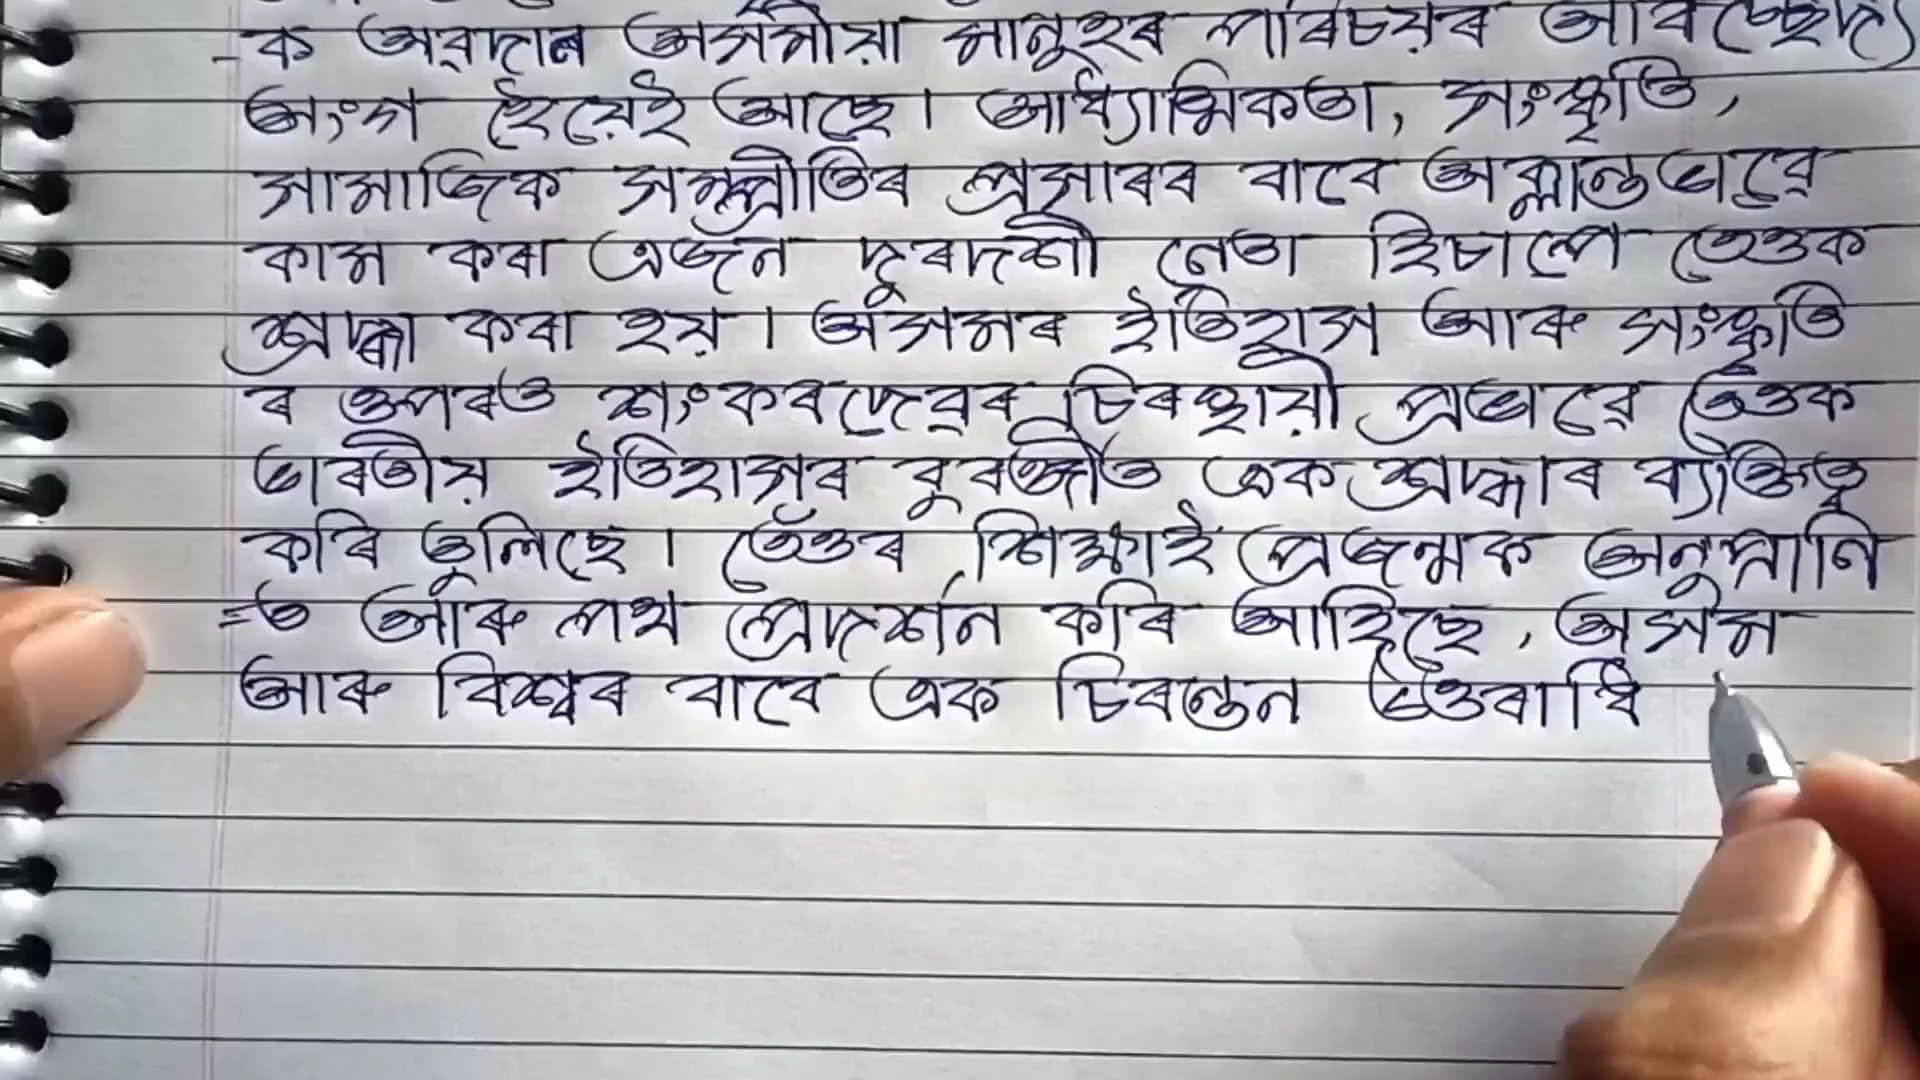 -ক অৱদান অসমীয়া মানুহৰ পৰিচয়ৰ অবিচ্ছেদ্য
অংগ হৈয়েই আছে। আধ্যাত্মিকতা, সংস্কৃতি,
সামাজিক সম্প্ৰীতিৰ প্ৰসাৰৰ বাবে অক্লান্তভাৱে
কাম কৰা এজন দূৰদৰ্শী নেতা হিচাপে তেওক
শ্ৰদ্ধা কৰা হয়। অসমৰ ইতিহাস আৰু সংস্কৃতি
ৰ ওপৰত শংকৰদেৱৰ চিৰস্থায়ী প্ৰভাৱে তেওক
ভাৰতীয় ইতিহাসৰ বুৰঞ্জীত এক শ্ৰদ্ধাৰ ব্যক্তিত্ব
কৰি তুলিছে। তেওঁৰ শিক্ষাই প্ৰজন্মক অনুপ্ৰাণি
=ত আৰু পথ প্ৰদৰ্শন কৰি আহিছে, অসম
আৰু বিশ্বৰ বাবে এক চিৰন্তন উত্তৰাধি